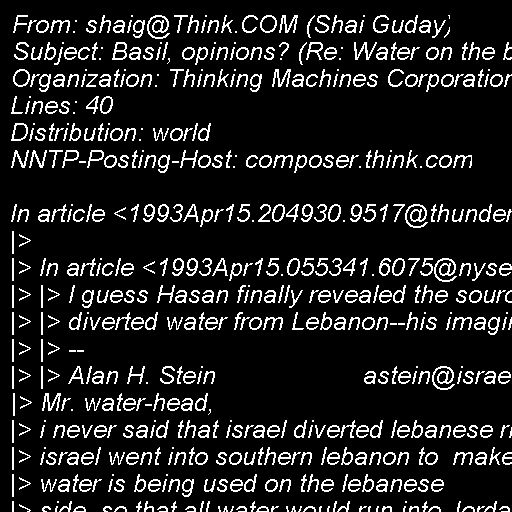 From: shaig@Think.COM (Shai Guday)
Subject: Basil, opinions? (Re: Water on the b
Organization: Thinking Machines Corporation
Lines: 40
Distribution: world
NNTP-Posting-Host: composer.think.com

In article <1993Apr15.204930.9517@thunder
|>
|> In article <1993Apr15.055341.6075@nyse
|> |> I guess Hasan finally revealed the sourc
|> |> diverted water from Lebanon--his imagin
|> |> --
|> |> Alan H. Stein astein@israe
|> Mr. water-head,
|> i never said that israel diverted lebanese ri
|> israel went into southern lebanon to  make
|> water is being used on the lebanese
|> side, so that all water would run into Jorda